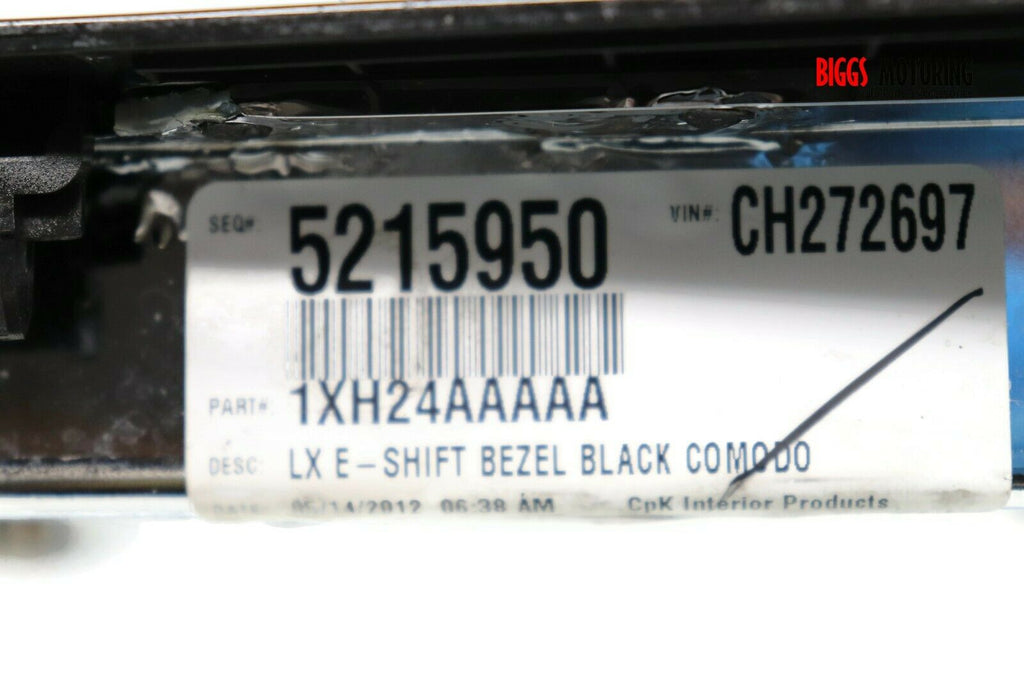 BIGGS MOTORING
SEQ#: 5215950 VIN#: CH272697
PART#: 1XH24AAAAA
DESC: LX E-SHIFT BEZEL BLACK COMODO
DATE 05/14/2012 06:38 AM CpK Interior Products